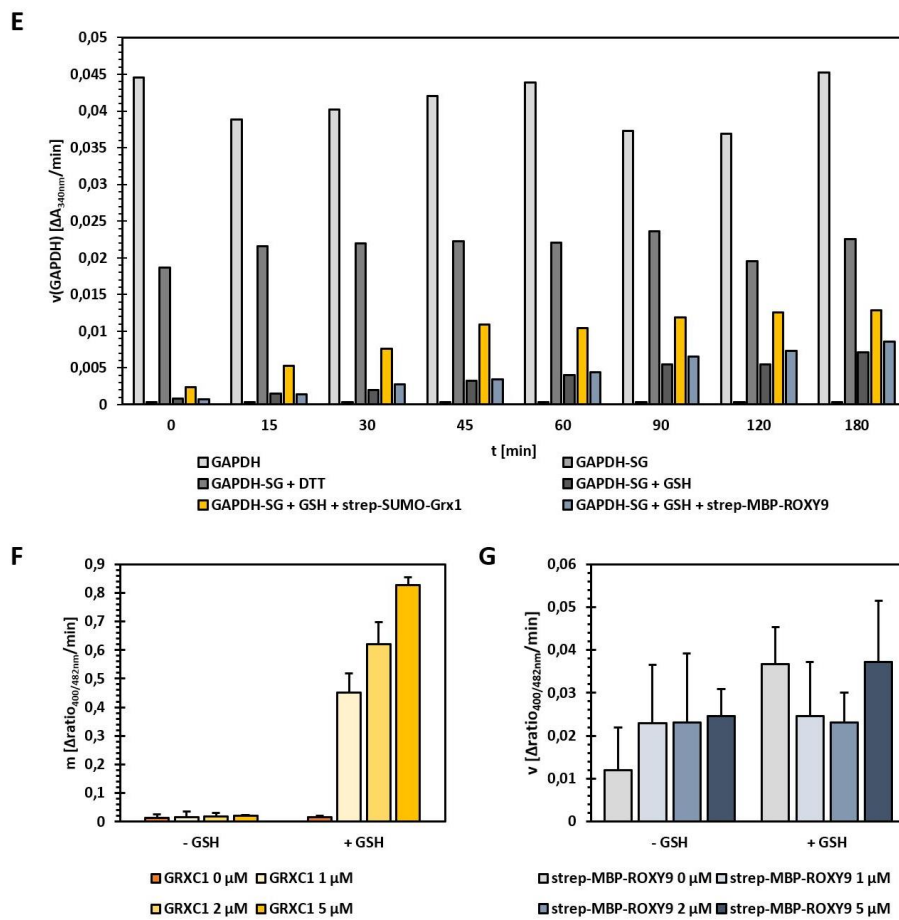 E
v(GAPDH) [ΔA340nm/min]
0,05
0,045
0,04
0,035
0,03
0,025
0,02
0,015
0,01
0,005
0
0 15 30 45 60 90 120 180
t [min]
GAPDH GAPDH-SG
GAPDH-SG + DTT GAPDH-SG + GSH
GAPDH-SG + GSH + strep-SUMO-Grx1 GAPDH-SG + GSH + strep-MBP-ROXY9
F
m [Δratio400/482nm/min]
0,9
0,8
0,7
0,6
0,5
0,4
0,3
0,2
0,1
0
- GSH + GSH
GRXC1 0 µM GRXC1 1 µM
GRXC1 2 µM GRXC1 5 µM
G
v [Δratio400/482nm/min]
0,06
0,05
0,04
0,03
0,02
0,01
0
- GSH + GSH
strep-MBP-ROXY9 0 µM strep-MBP-ROXY9 1 µM
strep-MBP-ROXY9 2 µM strep-MBP-ROXY9 5 µM